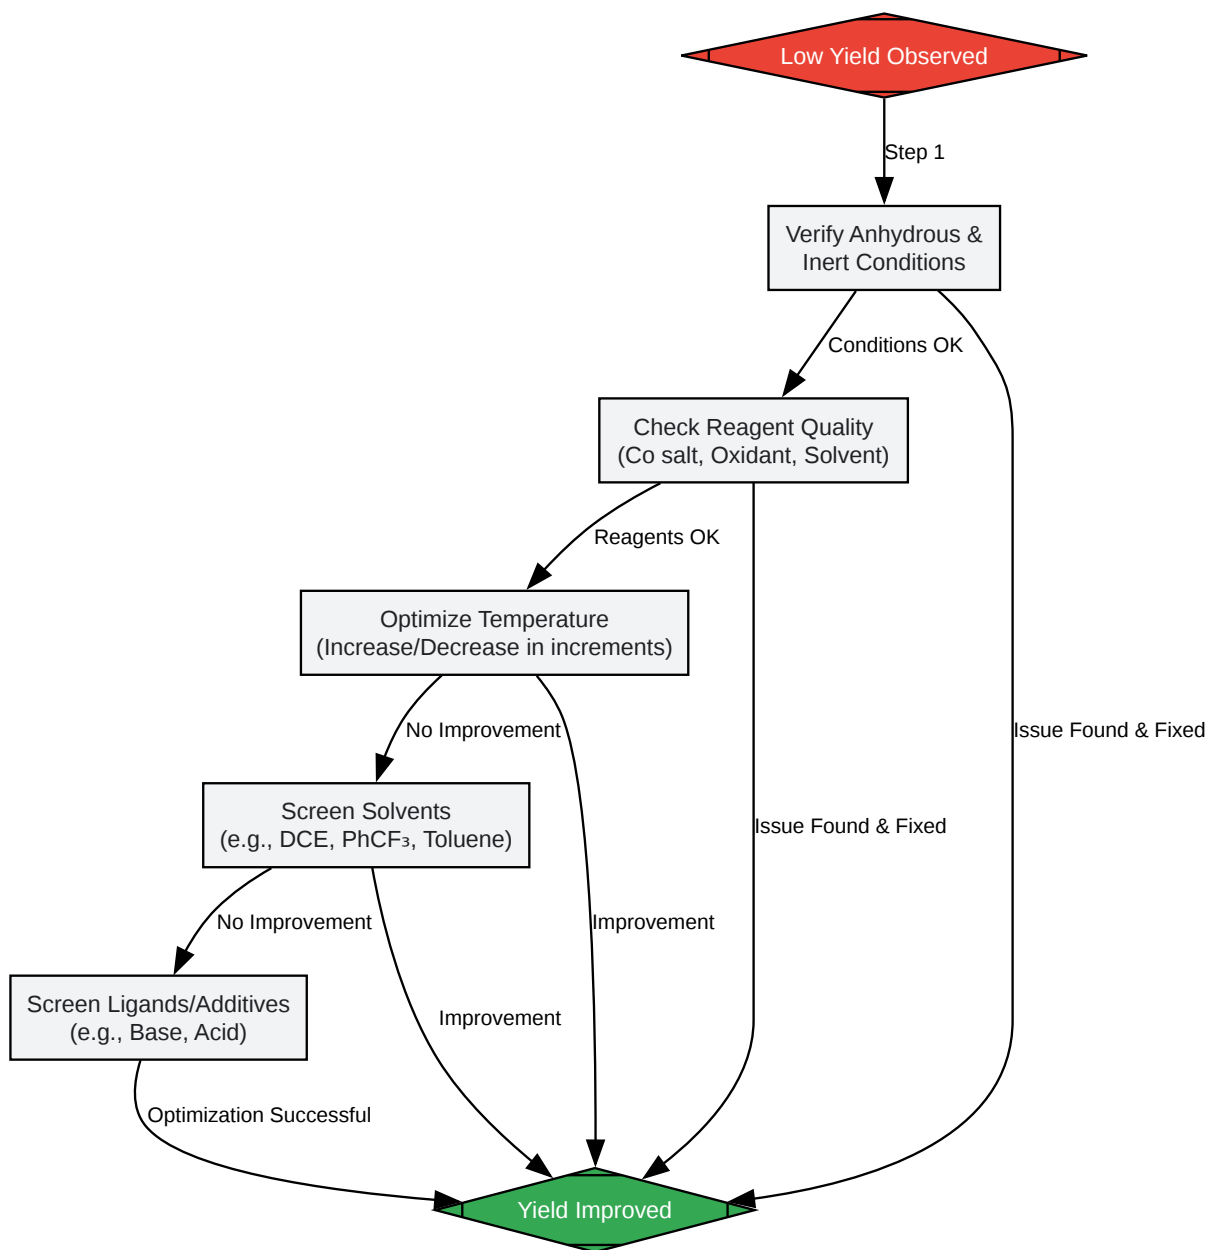 Low Yield Observed
Step 1
Verify Anhydrous &
Inert Conditions
Conditions OK
Check Reagent Quality
(Co salt, Oxidant, Solvent)
Reagents OK
Optimize Temperature
(Increase/Decrease in increments)
No Improvement
Issue Found & Fixed
Screen Solvents
(e.g., DCE, PhCF₃, Toluene)
Issue Found & Fixed
No Improvement
Improvement
Screen Ligands/Additives
(e.g., Base, Acid)
Improvement
Optimization Successful
Yield Improved